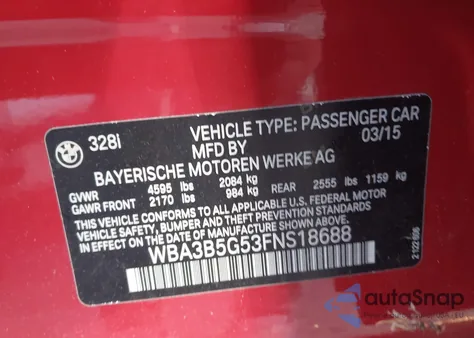 328i
VEHICLE TYPE: PASSENGER CAR
MFD BY 03/15
BAYERISCHE MOTOREN WERKE AG
GVWR 4595 lbs 2084 kg
GAWR FRONT 2170 lbs 984 kg REAR 2555 lbs 1159 kg
THIS VEHICLE CONFORMS TO ALL APPLICABLE U.S. FEDERAL MOTOR
VEHICLE SAFETY, BUMPER, AND THEFT PREVENTION STANDARDS IN
EFFECT ON THE DATE OF MANUFACTURE SHOWN ABOVE.
WBA3B5G53FNS18688
autoSnap